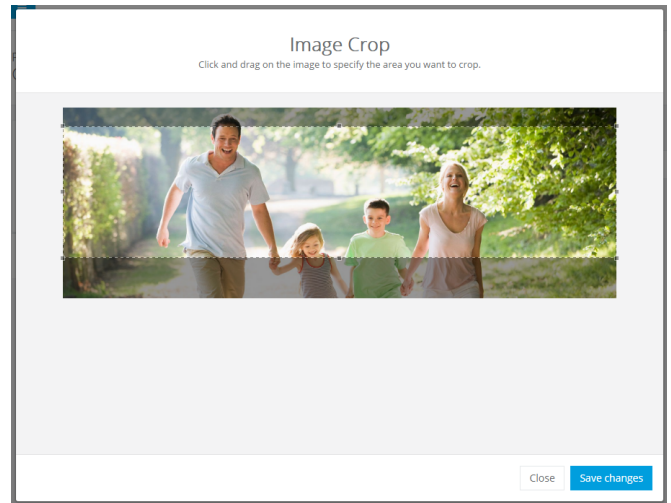 Image Crop
Click and drag on the image to specify the area you want to crop.
Close
Save changes